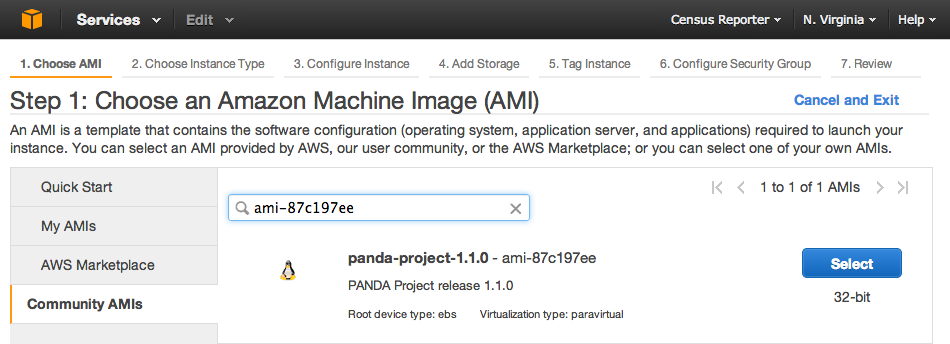 Services Edit Census Reporter N. Virginia Help
1. Choose AMI 2. Choose Instance Type 3. Configure Instance 4. Add Storage 5. Tag Instance 6. Configure Security Group 7. Review
Step 1: Choose an Amazon Machine Image (AMI) Cancel and Exit
An AMI is a template that contains the software configuration (operating system, application server, and applications) required to launch your
instance. You can select an AMI provided by AWS, our user community, or the AWS Marketplace; or you can select one of your own AMIs.
Quick Start
My AMIs
AWS Marketplace
Community AMIs
1 to 1 of 1 AMIs
ami-87c197ee
panda-project-1.1.0 - ami-87c197ee
PANDA Project release 1.1.0
Root device type: ebs Virtualization type: paravirtual
Select
32-bit